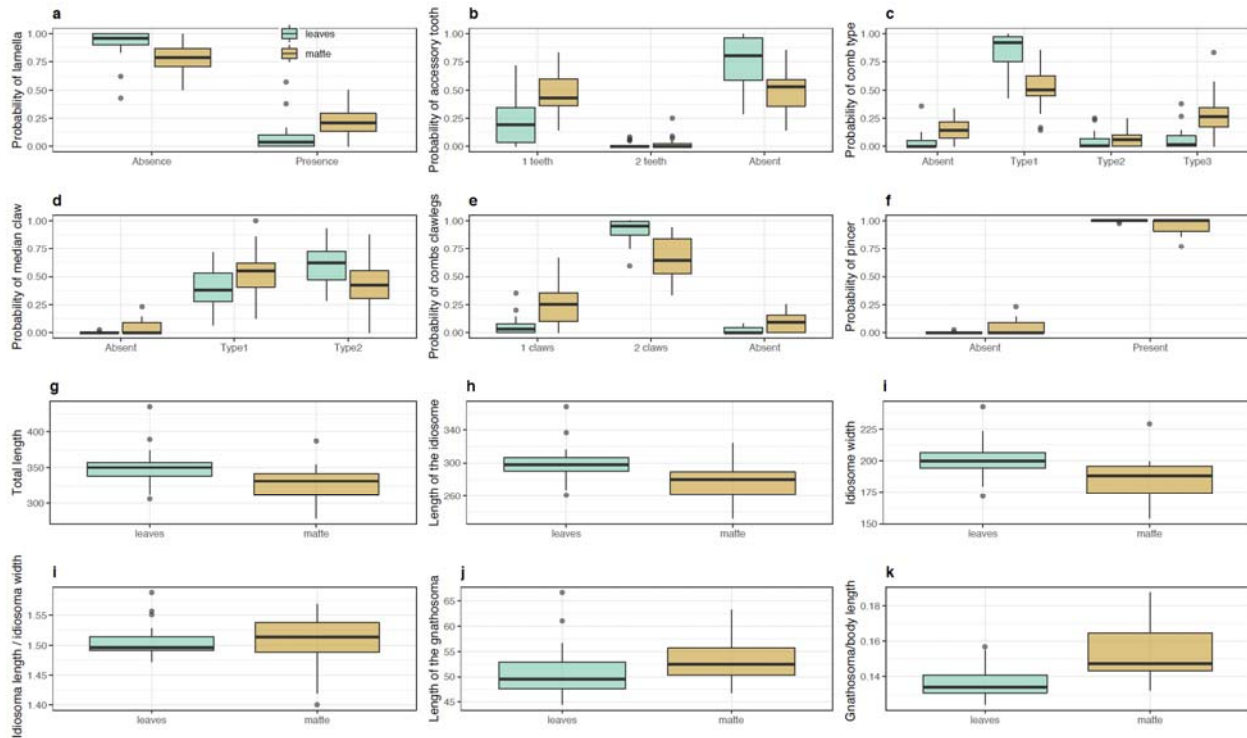 a
Probability of lamella
1.00
0.75
0.50
0.25
0.00
leaves
matte
Absence
Presence
b
Probability of accessory tooth
1.00
0.75
0.50
0.25
0.00
1 teeth
2 teeth
Absent
c
Probability of comb type
1.00
0.75
0.50
0.25
0.00
Absent
Type1
Type2
Type3
d
Probability of median claw
1.00
0.75
0.50
0.25
0.00
Absent
Type1
Type2
e
Probability of combs clawlegs
1.00
0.75
0.50
0.25
0.00
1 claws
2 claws
Absent
f
Probability of pincer
1.00
0.75
0.50
0.25
0.00
Absent
Present
g
Total length
400
350
300
leaves
matte
h
Length of the idiosome
340
300
260
leaves
matte
i
Idiosome width
225
200
175
150
leaves
matte
i
Idiosoma length / idiosoma width
1.55
1.50
1.45
1.40
leaves
matte
j
Length of the gnathosoma
65
60
55
50
45
leaves
matte
k
Gnathosoma/body length
0.18
0.16
0.14
leaves
matte